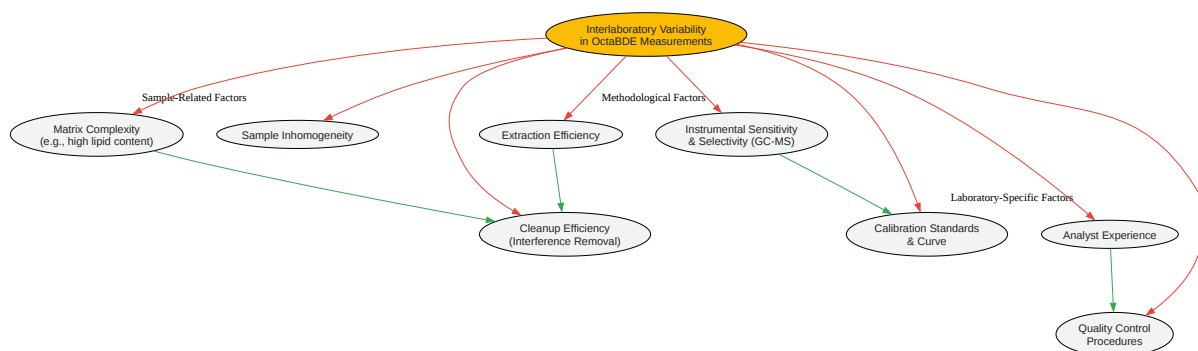 Interlaboratory Variability
in OctaBDE Measurements
Sample-Related Factors
Methodological Factors
Matrix Complexity
(e.g., high lipid content)
Sample Inhomogeneity
Extraction Efficiency
Instrumental Sensitivity
& Selectivity (GC-MS)
Laboratory-Specific Factors
Cleanup Efficiency
(Interference Removal)
Calibration Standards
& Curve
Analyst Experience
Quality Control
Procedures